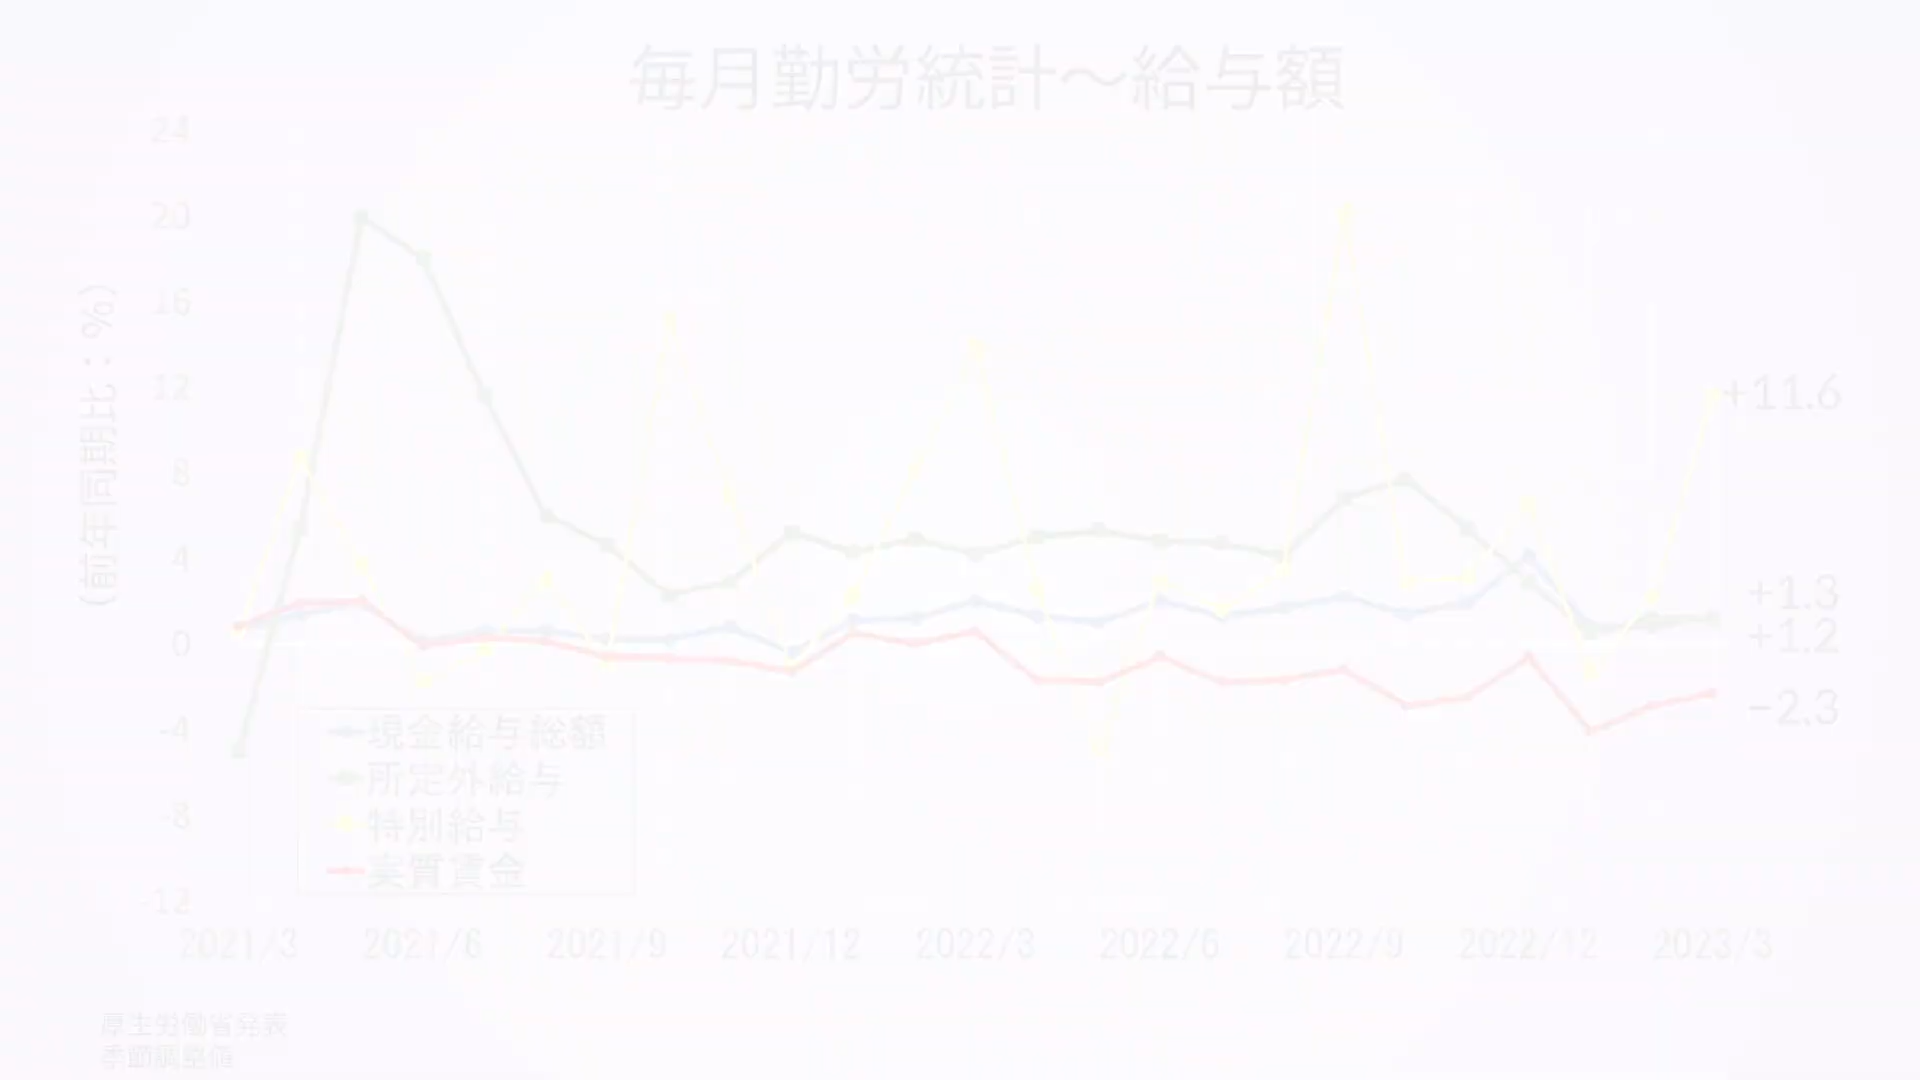 毎月勤労統計～給与額
(前年同期比：%)
24
20
16
12
8
4
0
-4
-8
-12
+11.6
+1.3
+1.2
−2.3
現金給与総額
所定外給与
特別給与
実質賃金
2021/3 2021/6 2021/9 2021/12 2022/3 2022/6 2022/9 2022/12 2023/3
厚生労働省発表
季節調整値